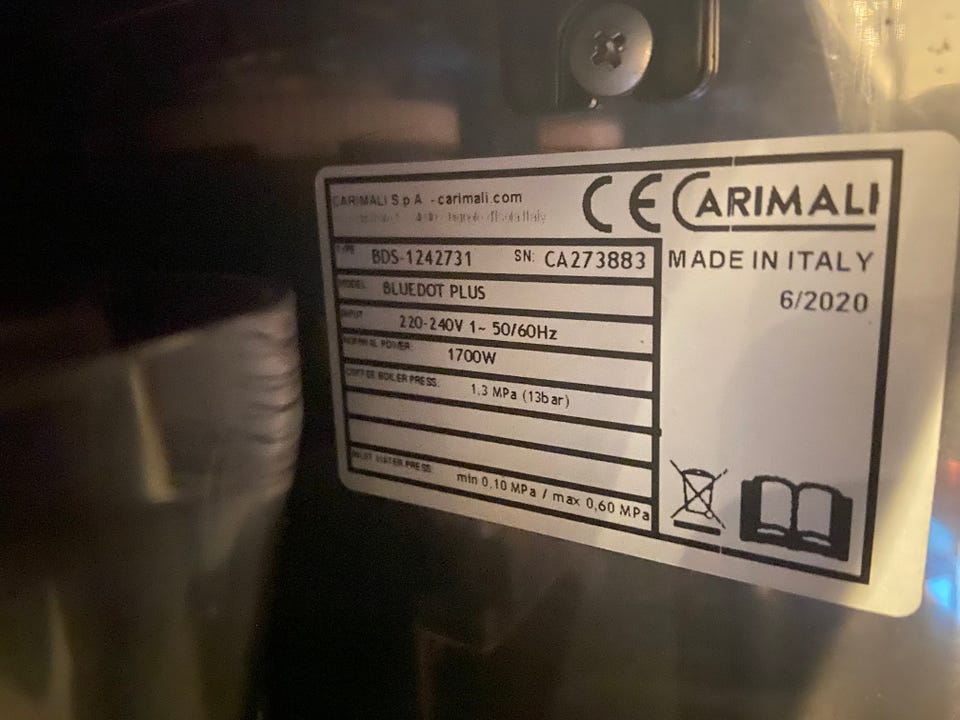 CARIMALI S.p.A. - carimali.com
CE CARIMALI
TYPE BDS-1242731 SN: CA273883
MADE IN ITALY
MODEL BLUEDOT PLUS
6/2020
INPUT 220-240V 1~ 50/60Hz
NOMINAL POWER: 1700W
COFFEE BOILER PRESS. 1,3 MPa (13bar)
INLET WATER PRESS. min 0,10 MPa / max 0,60 MPa